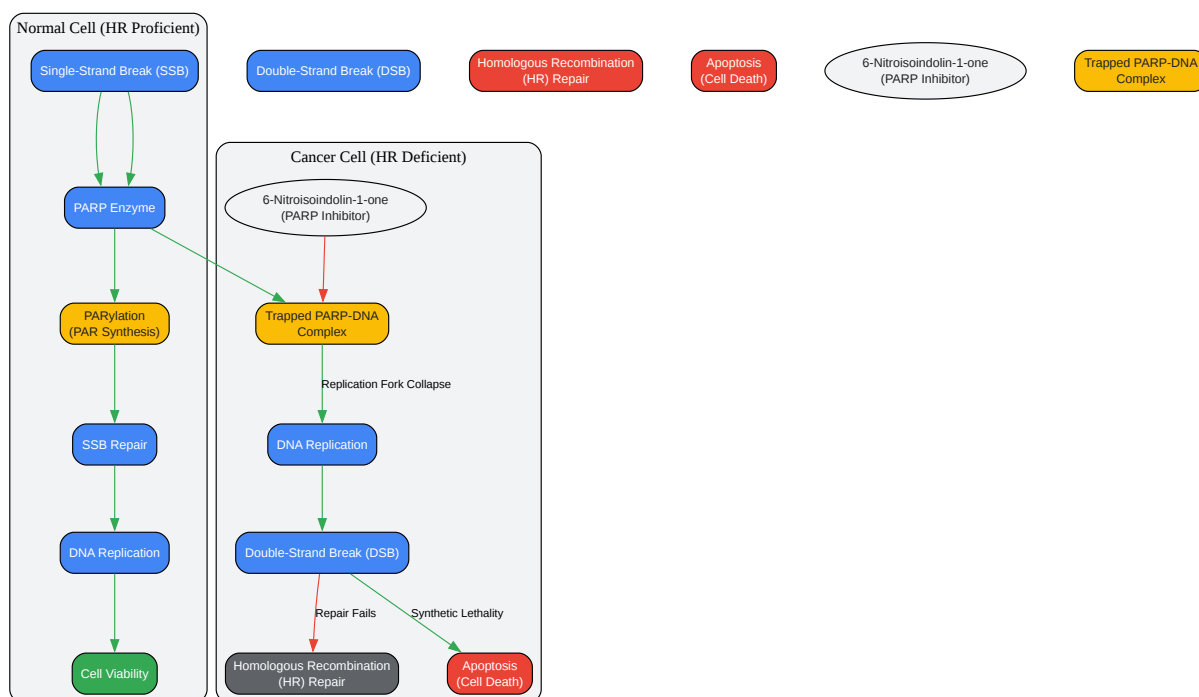 Normal Cell (HR Proficient)
Single-Strand Break (SSB)
Double-Strand Break (DSB)
Homologous Recombination
(HR) Repair
Apoptosis
(Cell Death)
6-Nitroisoindolin-1-one
(PARP Inhibitor)
Trapped PARP-DNA
Complex
Cancer Cell (HR Deficient)
6-Nitroisoindolin-1-one
(PARP Inhibitor)
PARP Enzyme
PARylation
(PAR Synthesis)
Trapped PARP-DNA
Complex
Replication Fork Collapse
SSB Repair
DNA Replication
DNA Replication
Double-Strand Break (DSB)
Repair Fails
Synthetic Lethality
Cell Viability
Homologous Recombination
(HR) Repair
Apoptosis
(Cell Death)